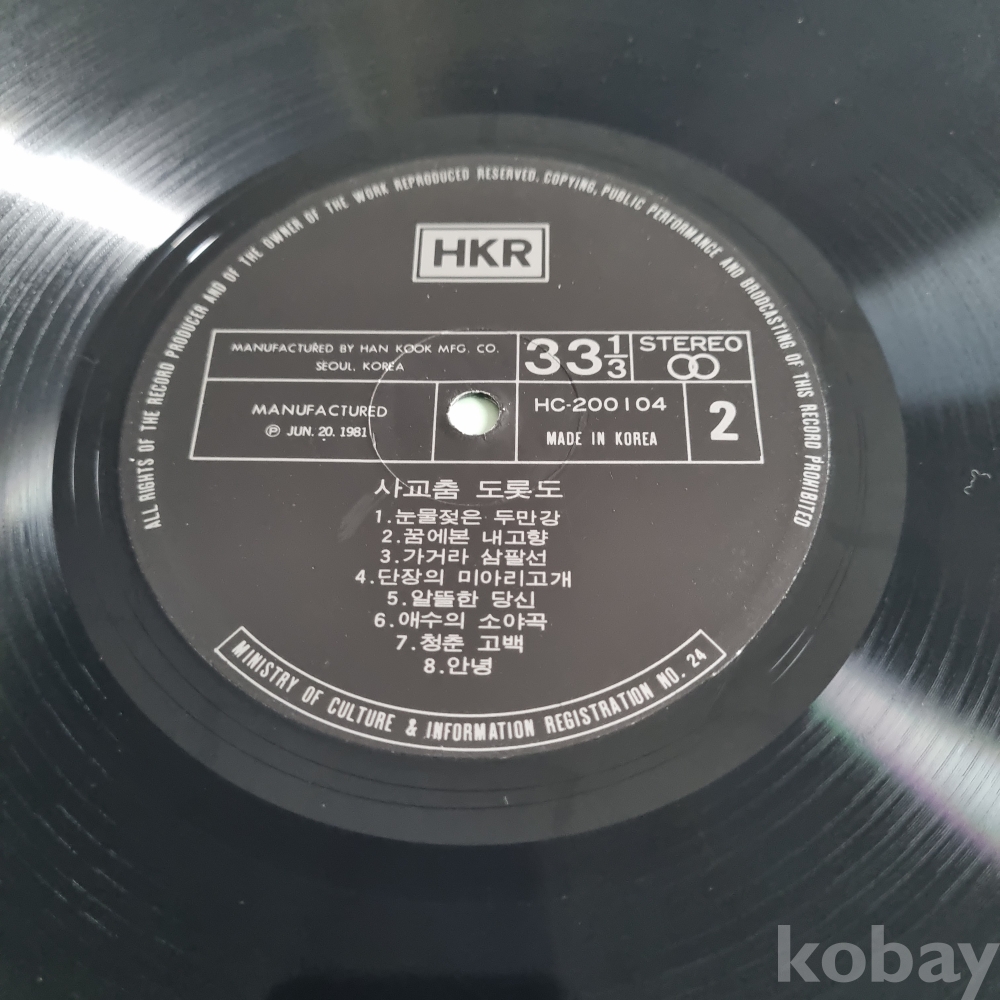 ALL RIGHTS OF THE RECORD PRODUCER AND OF THE OWNER OF THE WORK REPRODUCED RESERVED, COPYING, PUBLIC PERFORMANCE AND BRODCASTING OF THIS RECORD PROHIBITED
HKR
MANUFACTURED BY HAN KOOK MFG. CO.
SEOUL, KOREA
33 1/3
STEREO
MANUFACTURED
Ⓟ JUN. 20. 1981
HC-200104
MADE IN KOREA
2
사교춤 도롯도
1.눈물젖은 두만강
2.꿈에본 내고향
3.가거라 삼팔선
4.단장의 미아리고개
5.알뜰한 당신
6.애수의 소야곡
7.청춘 고백
8.안녕
MINISTRY OF CULTURE & INFORMATION REGISTRATION NO. 24
kobay